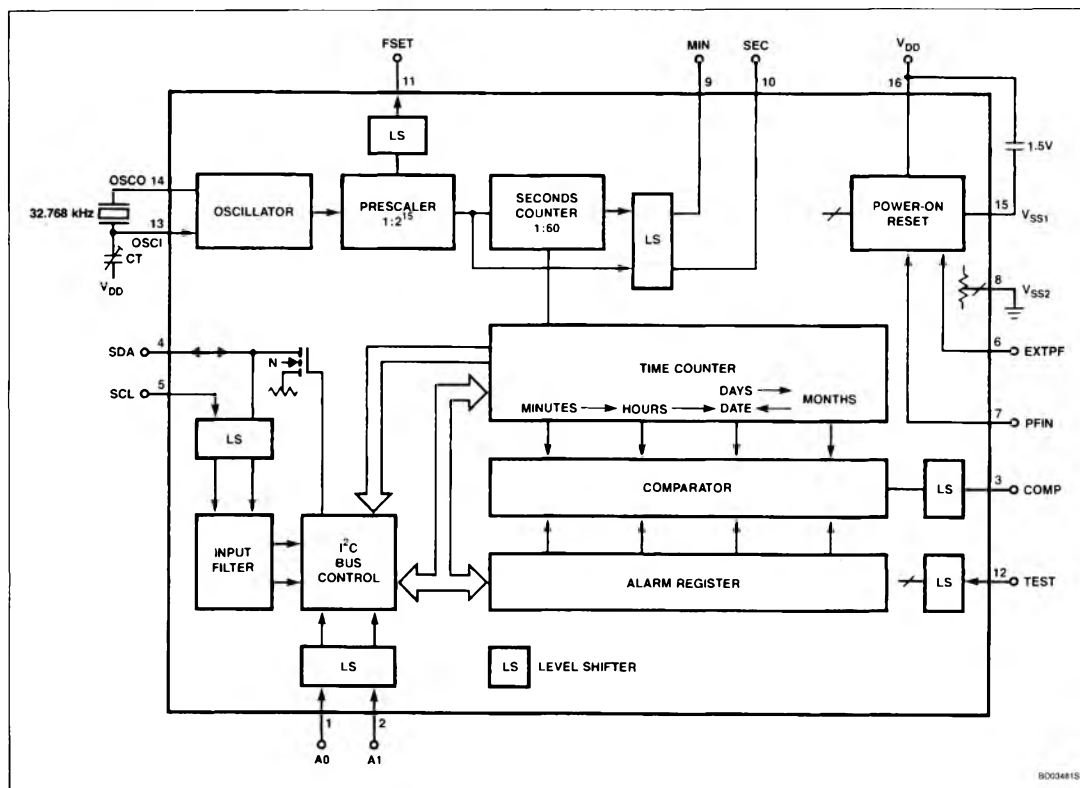 FSET
MIN
SEC
VDD
11
9
10
16
LS
1.5V
OSCO 14
32.768 kHz
13
OSCI
CT
VDD
OSCILLATOR
PRESCALER
1:2¹⁵
SECONDS
COUNTER
1:60
LS
POWER-ON
RESET
15
VSS1
8
VSS2
6
EXTPF
7
PFIN
4
SDA
N
5
SCL
LS
TIME COUNTER
DAYS
MINUTES
HOURS
DATE
MONTHS
COMPARATOR
LS
3
COMP
INPUT
FILTER
I²C
BUS
CONTROL
ALARM REGISTER
LS
12
TEST
LS
LS
LEVEL SHIFTER
1
2
A0
A1
BD03481S